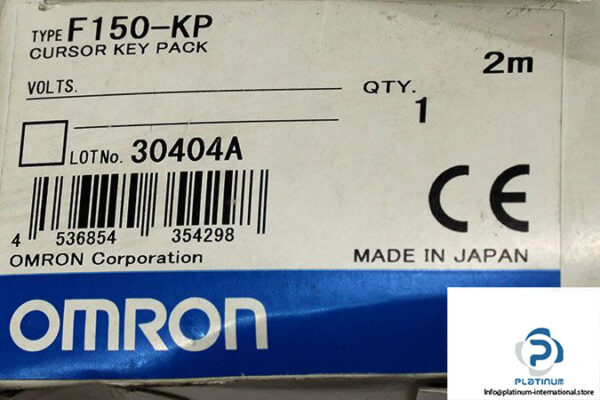 TYPE F150-KP
CURSOR KEY PACK
2m
VOLTS.
QTY.
1
LOT No. 30404A
4 536854 354298
CE
OMRON Corporation
MADE IN JAPAN
OMRON
PLATINUM
Info@platinum-international.store